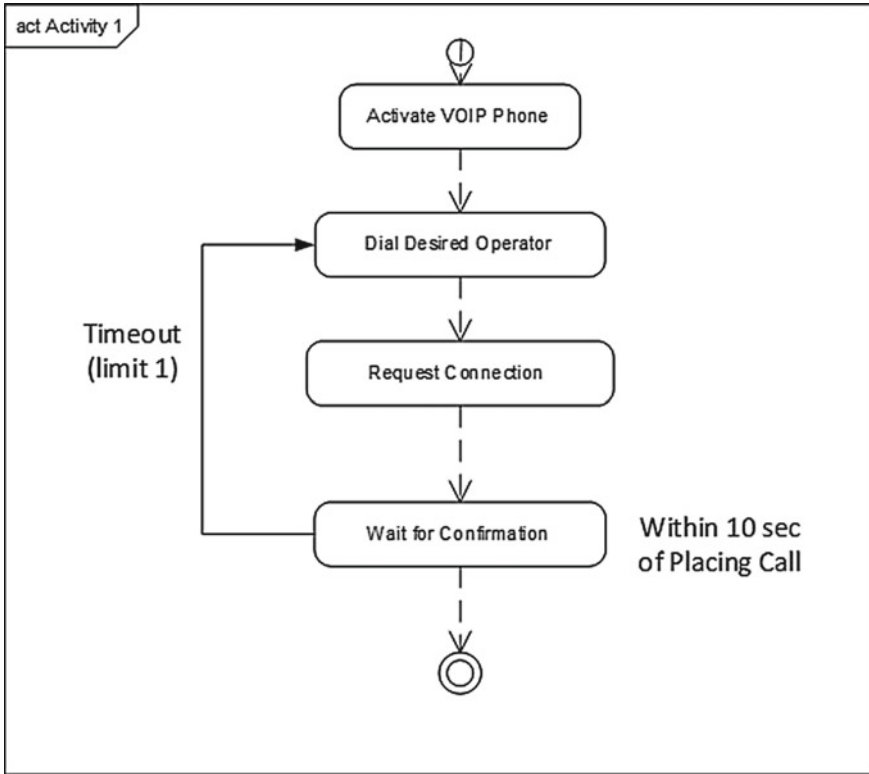 act Activity 1
Activate VOIP Phone
Dial Desired Operator
Timeout
(limit 1)
Request Connection
Wait for Confirmation
Within 10 sec
of Placing Call